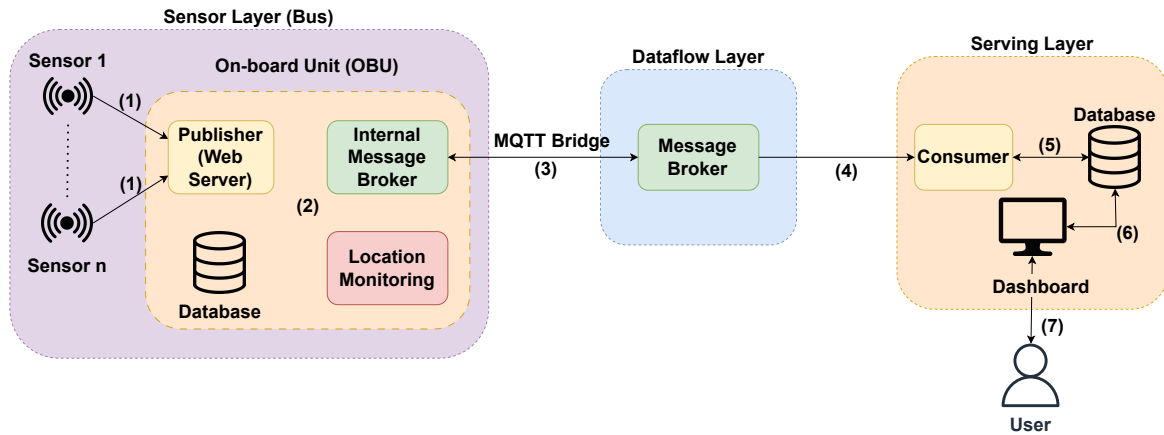 Sensor Layer (Bus)
Sensor 1
On-board Unit (OBU)
(1)
Publisher
(Web
Server)
Internal
Message
Broker
(1)
(2)
Sensor n
Database
Location
Monitoring
MQTT Bridge
(3)
Dataflow Layer
Message
Broker
(4)
Serving Layer
Consumer
(5)
Database
(6)
Dashboard
(7)
User